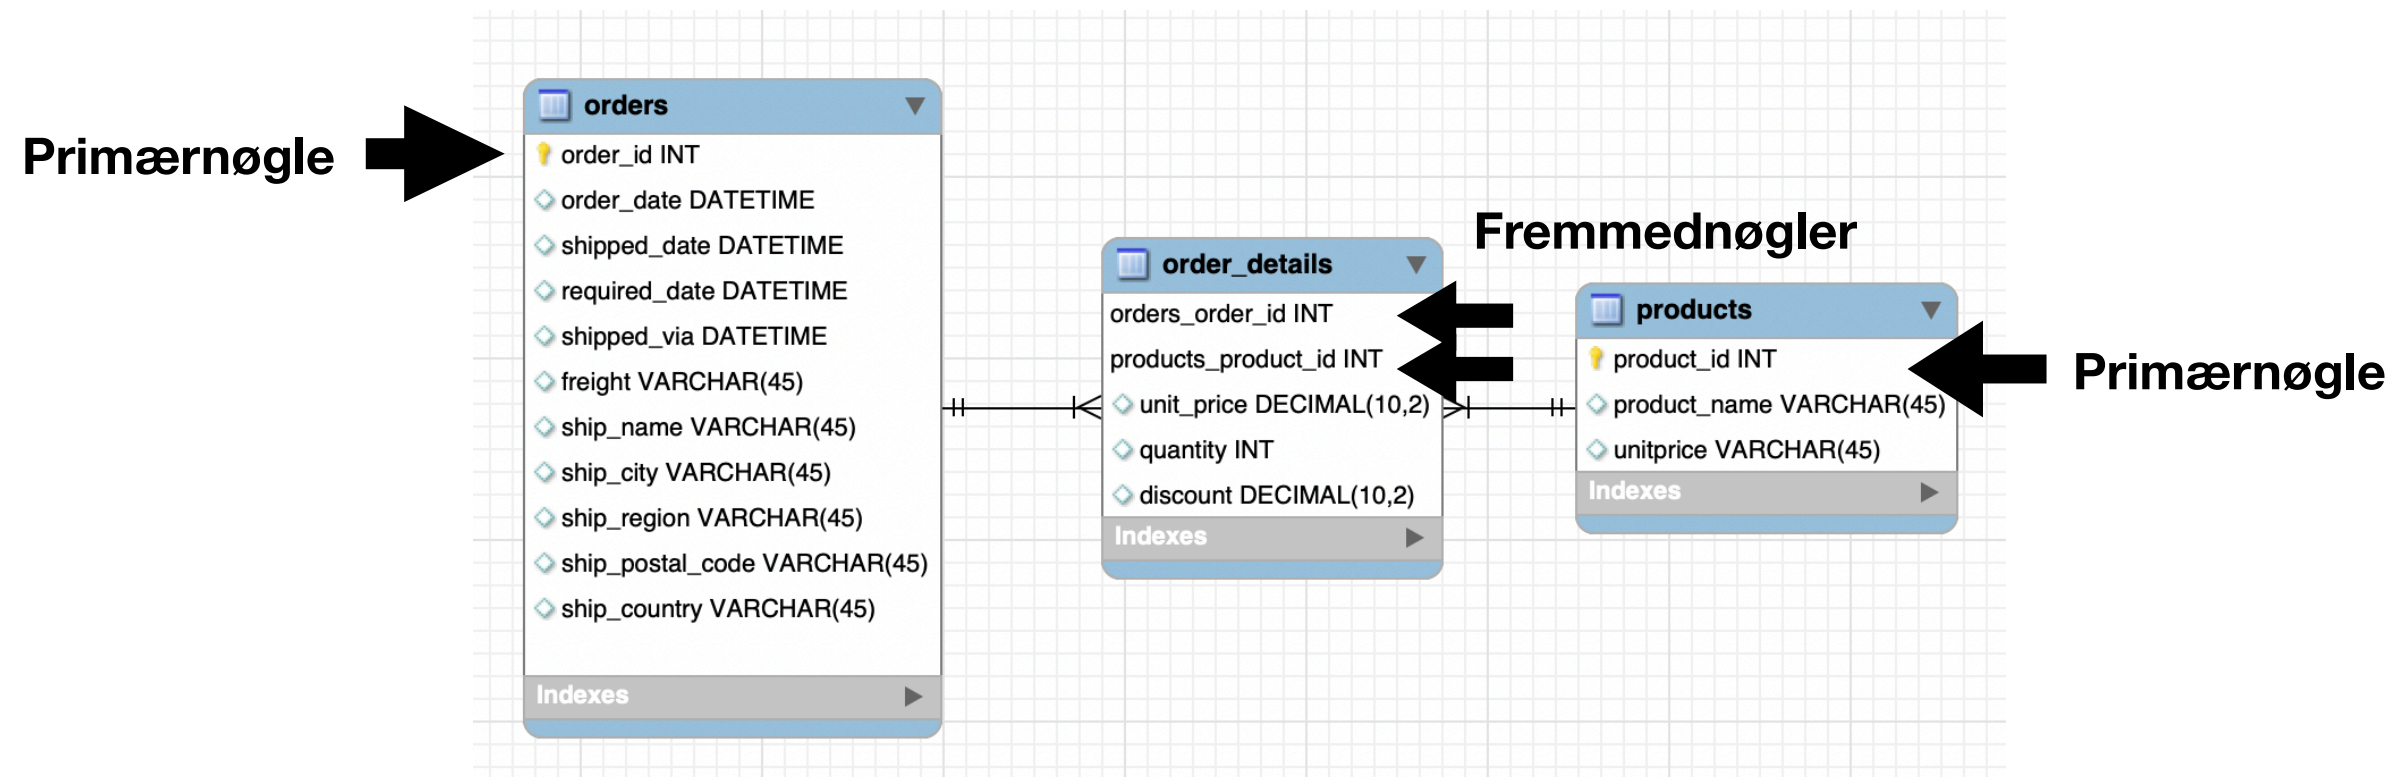 Primærnøgle
orders
order_id INT
order_date DATETIME
shipped_date DATETIME
required_date DATETIME
shipped_via DATETIME
freight VARCHAR(45)
ship_name VARCHAR(45)
ship_city VARCHAR(45)
ship_region VARCHAR(45)
ship_postal_code VARCHAR(45)
ship_country VARCHAR(45)
Indexes
Fremmednøgler
order_details
orders_order_id INT
products_product_id INT
unit_price DECIMAL(10,2)
quantity INT
discount DECIMAL(10,2)
Indexes
products
product_id INT
product_name VARCHAR(45)
unitprice VARCHAR(45)
Indexes
Primærnøgle